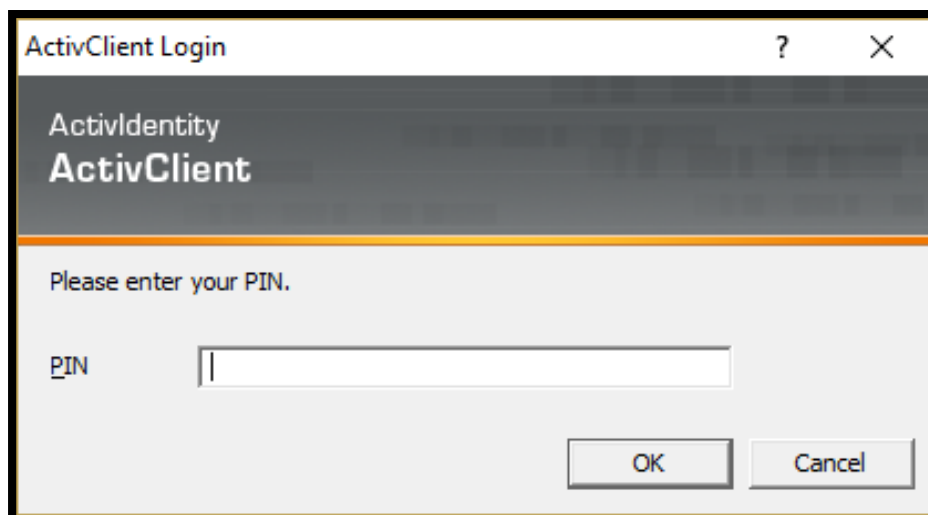 ActivClient Login ?
ActivIdentity
ActivClient
Please enter your PIN.
PIN
OK Cancel